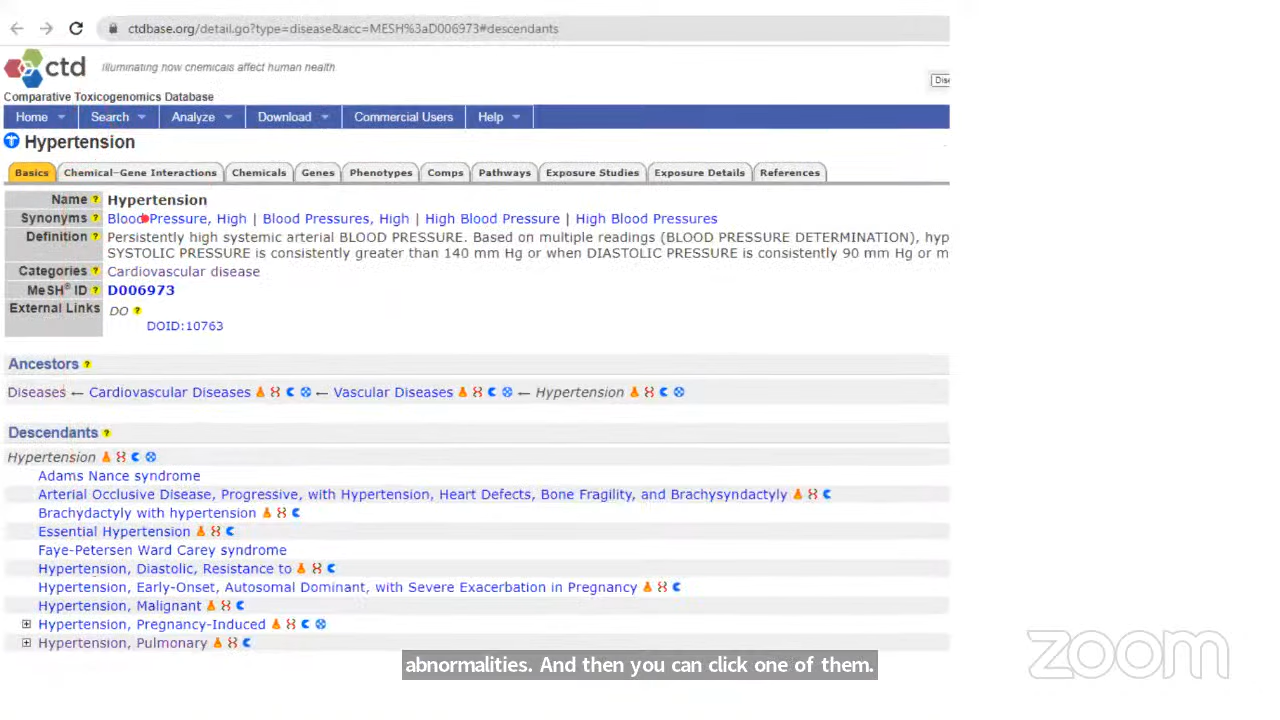 ctdbase.org/detail.go?type=disease&acc=MESH%3aD006973#descendants
ctd Illuminating how chemicals affect human health
Comparative Toxicogenomics Database
Home Search Analyze Download Commercial Users Help
Hypertension
Basics Chemical–Gene Interactions Chemicals Genes Phenotypes Comps Pathways Exposure Studies Exposure Details References
Name ? Hypertension
Synonyms ? Blood Pressure, High | Blood Pressures, High | High Blood Pressure | High Blood Pressures
Definition ? Persistently high systemic arterial BLOOD PRESSURE. Based on multiple readings (BLOOD PRESSURE DETERMINATION), hyp
SYSTOLIC PRESSURE is consistently greater than 140 mm Hg or when DIASTOLIC PRESSURE is consistently 90 mm Hg or m
Categories ? Cardiovascular disease
MeSH® ID ? D006973
External Links DO ?
DOID:10763
Ancestors ?
Diseases ← Cardiovascular Diseases ← Vascular Diseases ← Hypertension
Descendants ?
Hypertension
Adams Nance syndrome
Arterial Occlusive Disease, Progressive, with Hypertension, Heart Defects, Bone Fragility, and Brachysyndactyly
Brachydactyly with hypertension
Essential Hypertension
Faye-Petersen Ward Carey syndrome
Hypertension, Diastolic, Resistance to
Hypertension, Early-Onset, Autosomal Dominant, with Severe Exacerbation in Pregnancy
Hypertension, Malignant
Hypertension, Pregnancy-Induced
Hypertension, Pulmonary
abnormalities. And then you can click one of them.
zoom